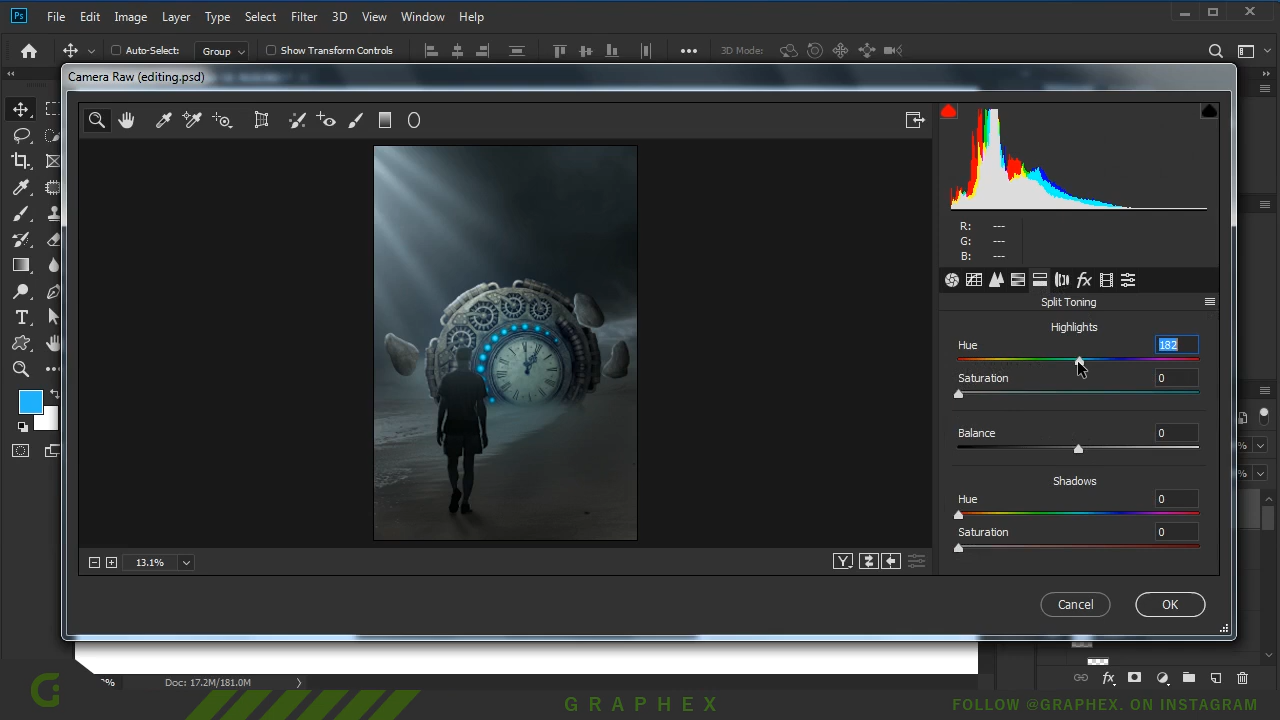 Ps File Edit Image Layer Type Select Filter 3D View Window Help
Auto-Select: Group Show Transform Controls 3D Mode:
Camera Raw (editing.psd)
R: ---
G: ---
B: ---
Split Toning
Highlights
Hue 182
Saturation 0
Balance 0
Shadows
Hue 0
Saturation 0
13.1%
Y
Cancel OK
Doc: 17.2M/181.0M
GRAPHEX
FOLLOW @GRAPHEX. ON INSTAGRAM